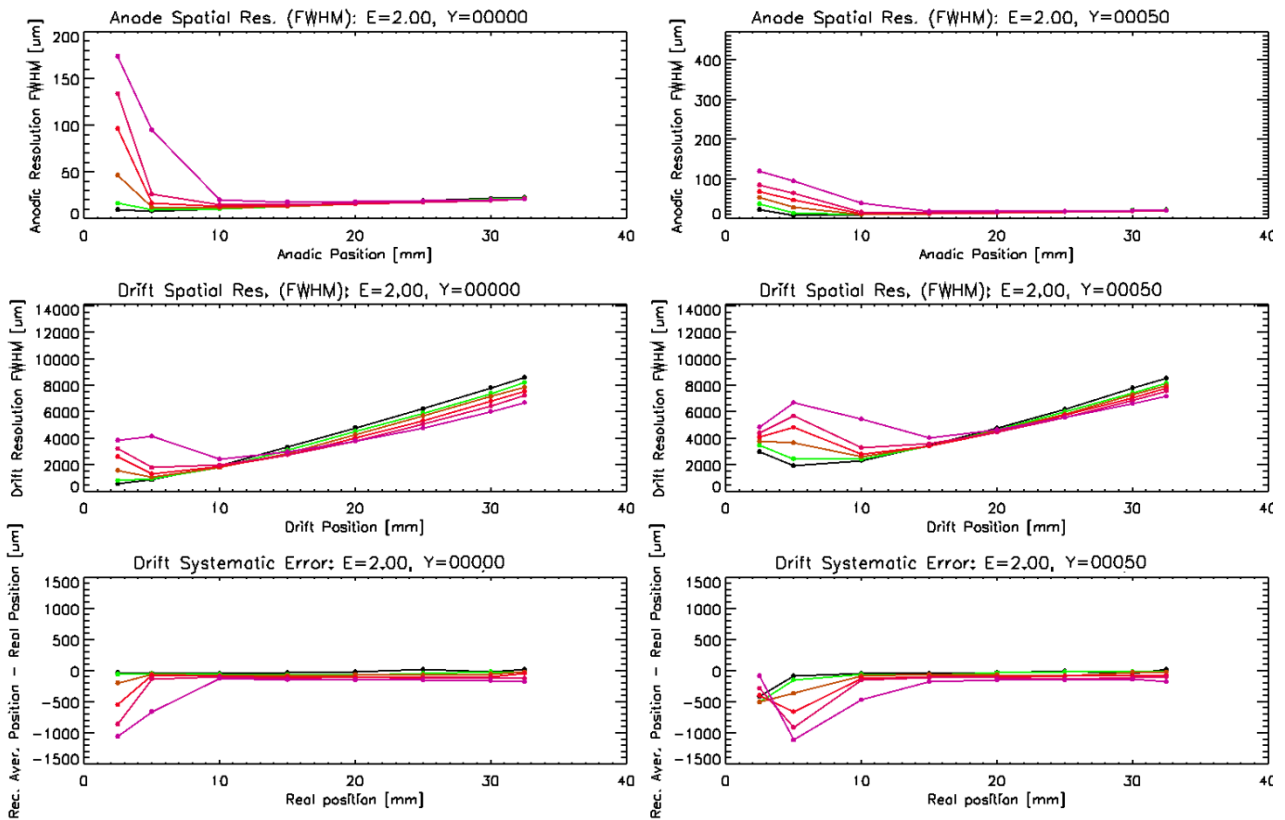 Anode Spatial Res. (FWHM): E=2.00, Y=00000
Anodic Resolution FWHM [um]
200
150
100
50
0
0 10 20 30 40
Anadic Position [mm]
Anode Spatial Res. (FWHM): E=2.00, Y=00050
Anodic Resolution FWHM [um]
400
300
200
100
0
0 10 20 30 40
Anadic Position [mm]
Drift Spatial Res. (FWHM): E=2.00, Y=00000
Drift Resolution FWHM [um]
14000
12000
10000
8000
6000
4000
2000
0
0 10 20 30 40
Drift Position [mm]
Drift Spatial Res. (FWHM): E=2.00, Y=00050
Drift Resolution FWHM [um]
14000
12000
10000
8000
6000
4000
2000
0
0 10 20 30 40
Drift Position [mm]
Drift Systematic Error: E=2.00, Y=00000
Rec. Aver. Position - Real Position [um]
1500
1000
500
0
-500
-1000
-1500
0 10 20 30 40
Real position [mm]
Drift Systematic Error: E=2.00, Y=00050
Rec. Aver. Position - Real Position [um]
1500
1000
500
0
-500
-1000
-1500
0 10 20 30 40
Real position [mm]